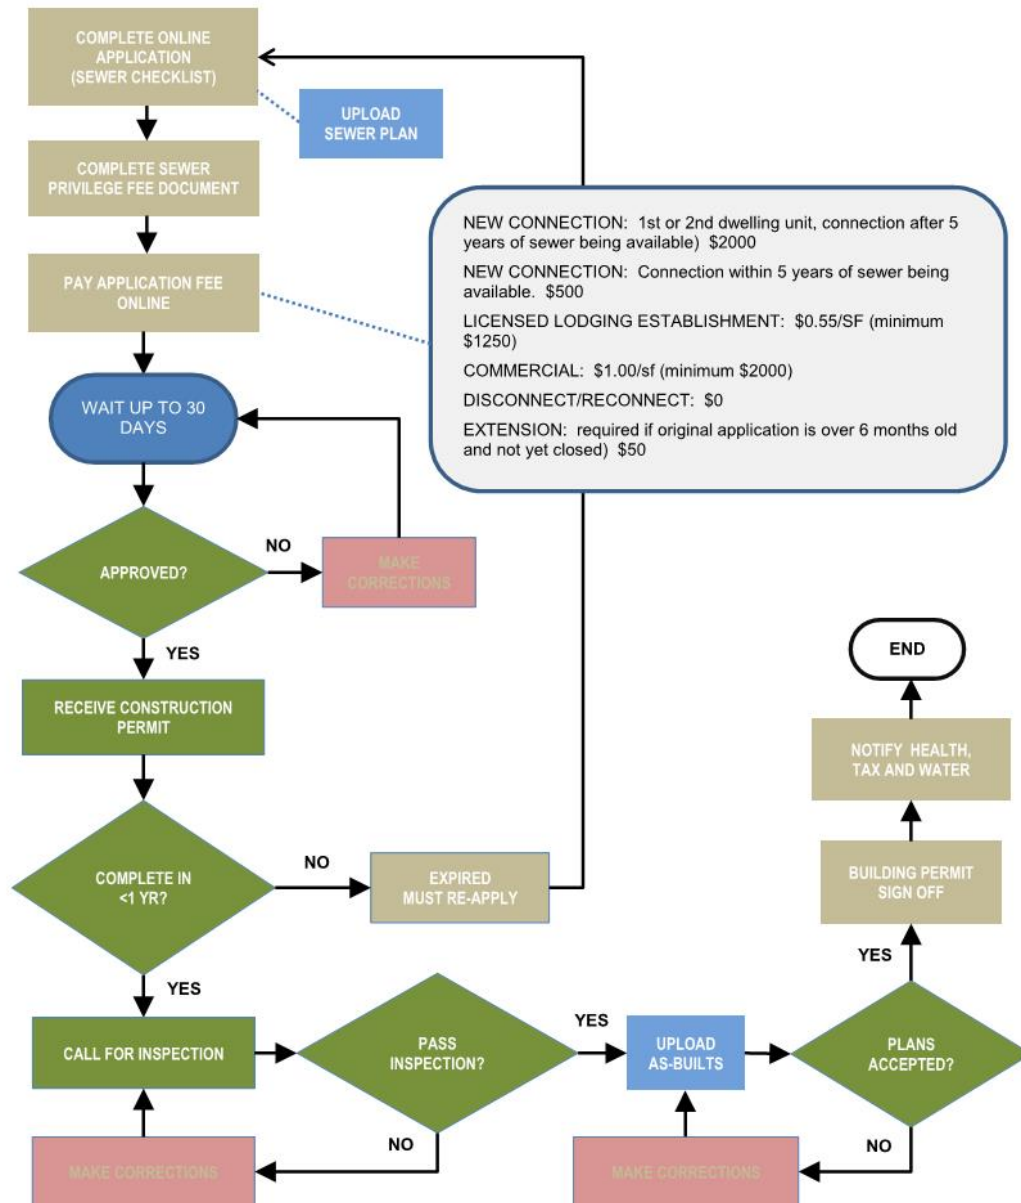 COMPLETE ONLINE
APPLICATION
(SEWER CHECKLIST)
UPLOAD
SEWER PLAN
COMPLETE SEWER
PRIVILEGE FEE DOCUMENT
PAY APPLICATION FEE
ONLINE
NEW CONNECTION: 1st or 2nd dwelling unit, connection after 5
years of sewer being available) $2000
NEW CONNECTION: Connection within 5 years of sewer being
available. $500
LICENSED LODGING ESTABLISHMENT: $0.55/SF (minimum
$1250)
COMMERCIAL: $1.00/sf (minimum $2000)
DISCONNECT/RECONNECT: $0
EXTENSION: required if original application is over 6 months old
and not yet closed) $50
WAIT UP TO 30
DAYS
APPROVED?
NO
MAKE
CORRECTIONS
YES
RECEIVE CONSTRUCTION
PERMIT
COMPLETE IN
<1 YR?
NO
EXPIRED
MUST RE-APPLY
YES
CALL FOR INSPECTION
PASS
INSPECTION?
NO
MAKE CORRECTIONS
YES
UPLOAD
AS-BUILTS
PLANS
ACCEPTED?
NO
MAKE CORRECTIONS
YES
BUILDING PERMIT
SIGN OFF
NOTIFY HEALTH,
TAX AND WATER
END